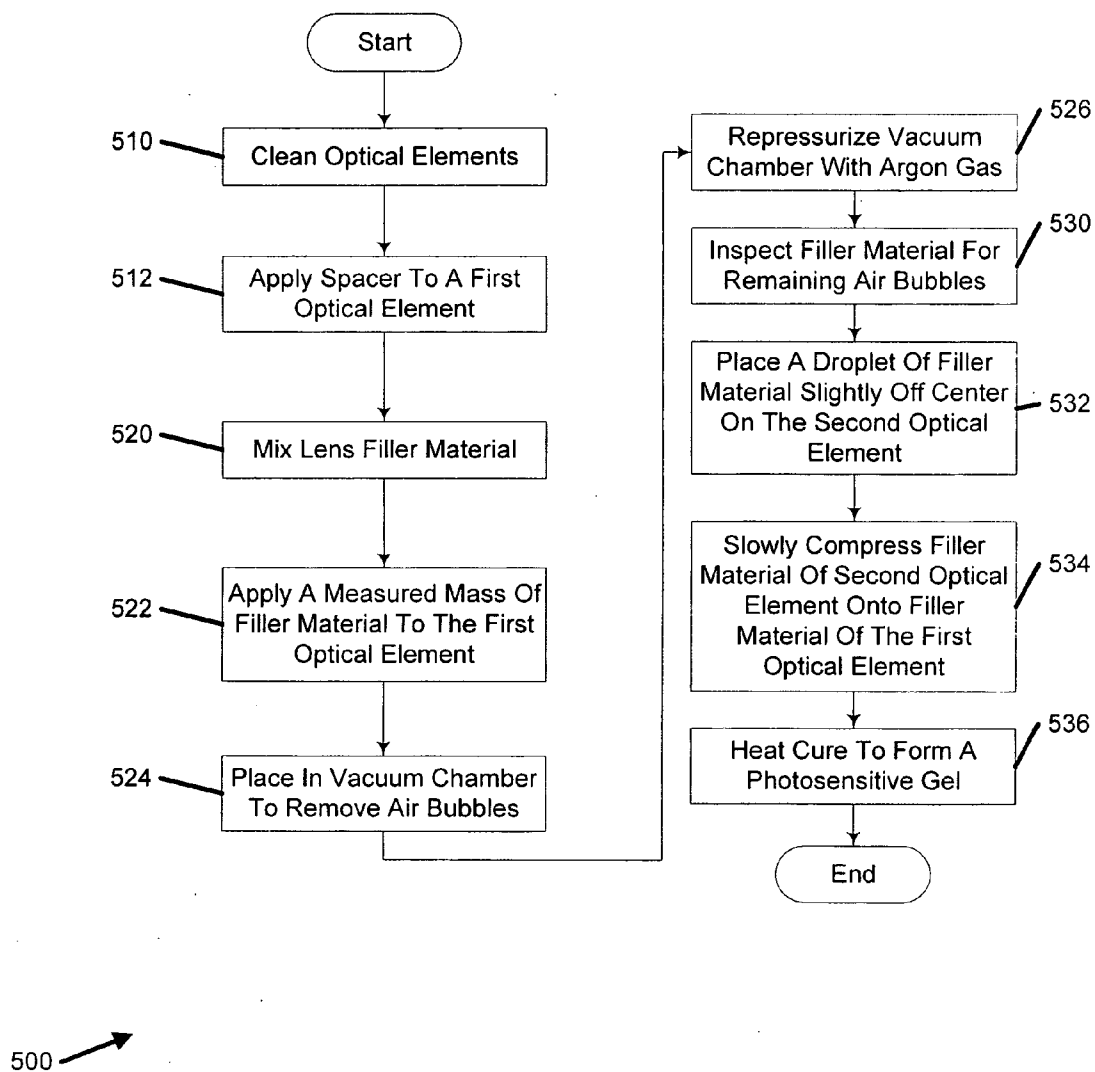 Start
510
Clean Optical Elements
512
Apply Spacer To A First
Optical Element
520
Mix Lens Filler Material
522
Apply A Measured Mass Of
Filler Material To The First
Optical Element
524
Place In Vacuum Chamber
To Remove Air Bubbles
526
Repressurize Vacuum
Chamber With Argon Gas
530
Inspect Filler Material For
Remaining Air Bubbles
532
Place A Droplet Of Filler
Material Slightly Off Center
On The Second Optical
Element
534
Slowly Compress Filler
Material Of Second Optical
Element Onto Filler
Material Of The First
Optical Element
536
Heat Cure To Form A
Photosensitive Gel
End
500